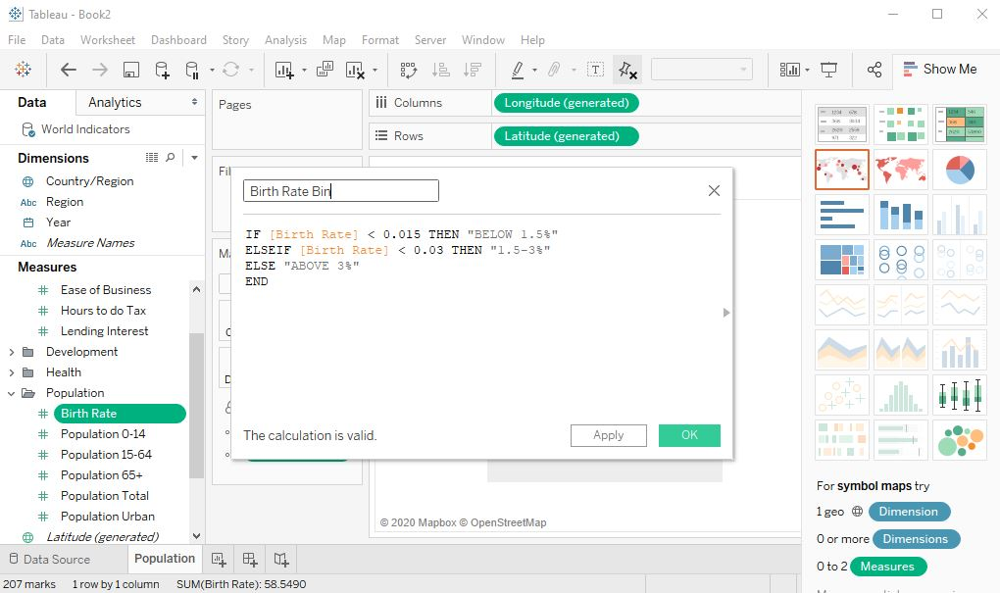 Tableau - Book2
File Data Worksheet Dashboard Story Analysis Map Format Server Window Help
Show Me
Data Analytics
World Indicators
Dimensions
Country/Region
Abc Region
Year
Abc Measure Names
Measures
Ease of Business
Hours to do Tax
Lending Interest
Development
Health
Population
Birth Rate
Population 0-14
Population 15-64
Population 65+
Population Total
Population Urban
Latitude (generated)
Pages
Columns Longitude (generated)
Rows Latitude (generated)
Birth Rate Bin
IF [Birth Rate] < 0.015 THEN "BELOW 1.5%"
ELSEIF [Birth Rate] < 0.03 THEN "1.5-3%"
ELSE "ABOVE 3%"
END
The calculation is valid.
Apply OK
© 2020 Mapbox © OpenStreetMap
For symbol maps try
1 geo Dimension
0 or more Dimensions
0 to 2 Measures
Data Source Population
207 marks 1 row by 1 column SUM(Birth Rate): 58.5490